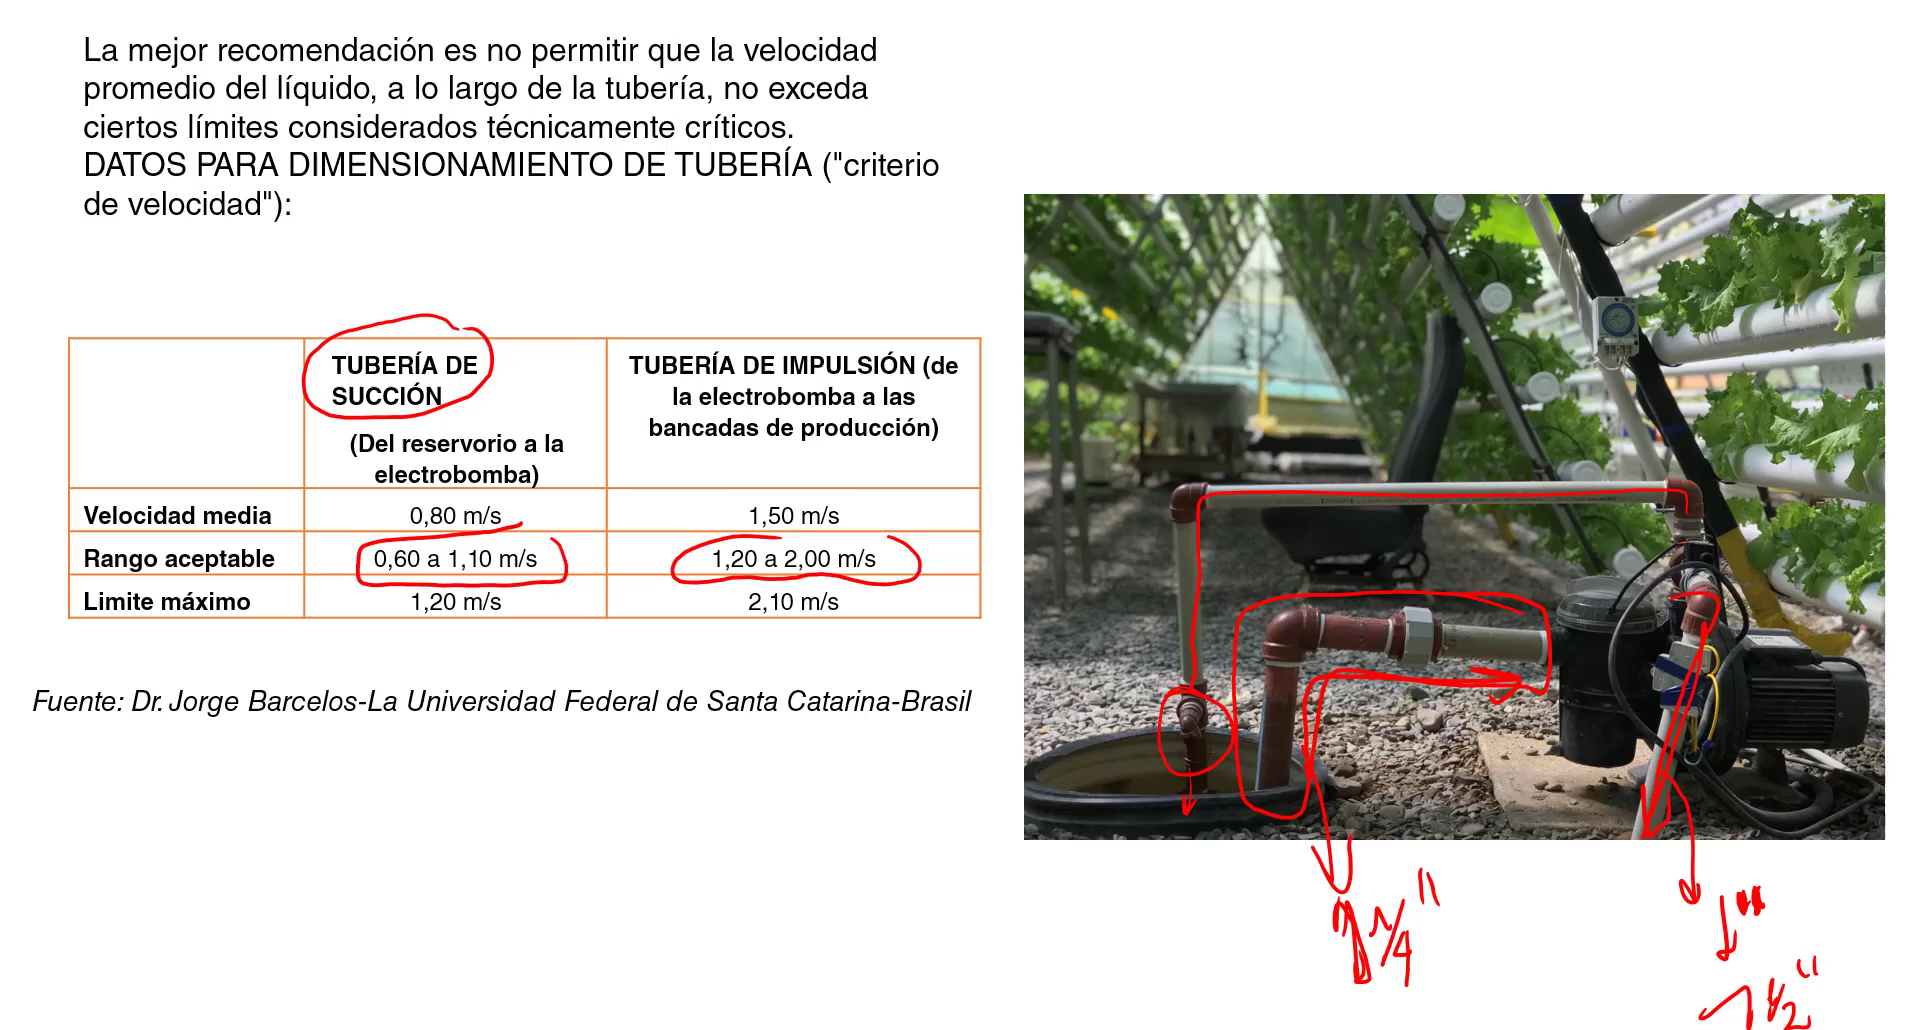 La mejor recomendación es no permitir que la velocidad
promedio del líquido, a lo largo de la tubería, no exceda
ciertos límites considerados técnicamente críticos.
DATOS PARA DIMENSIONAMIENTO DE TUBERÍA ("criterio
de velocidad"):
TUBERÍA DE
SUCCIÓN
(Del reservorio a la
electrobomba)
TUBERÍA DE IMPULSIÓN (de
la electrobomba a las
bancadas de producción)
Velocidad media 0,80 m/s 1,50 m/s
Rango aceptable 0,60 a 1,10 m/s 1,20 a 2,00 m/s
Limite máximo 1,20 m/s 2,10 m/s
Fuente: Dr. Jorge Barcelos-La Universidad Federal de Santa Catarina-Brasil
1"
1 1/2"